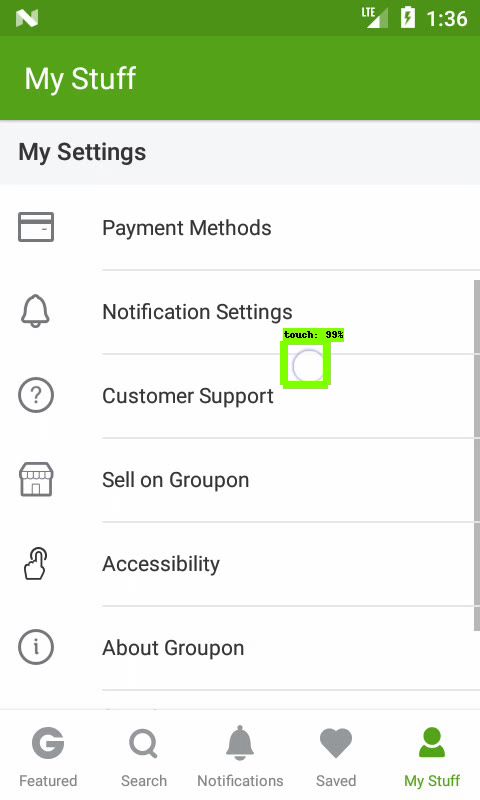 LTE 1:36
My Stuff
My Settings
Payment Methods
Notification Settings
touch: 99%
Customer Support
Sell on Groupon
Accessibility
About Groupon
Featured Search Notifications Saved My Stuff